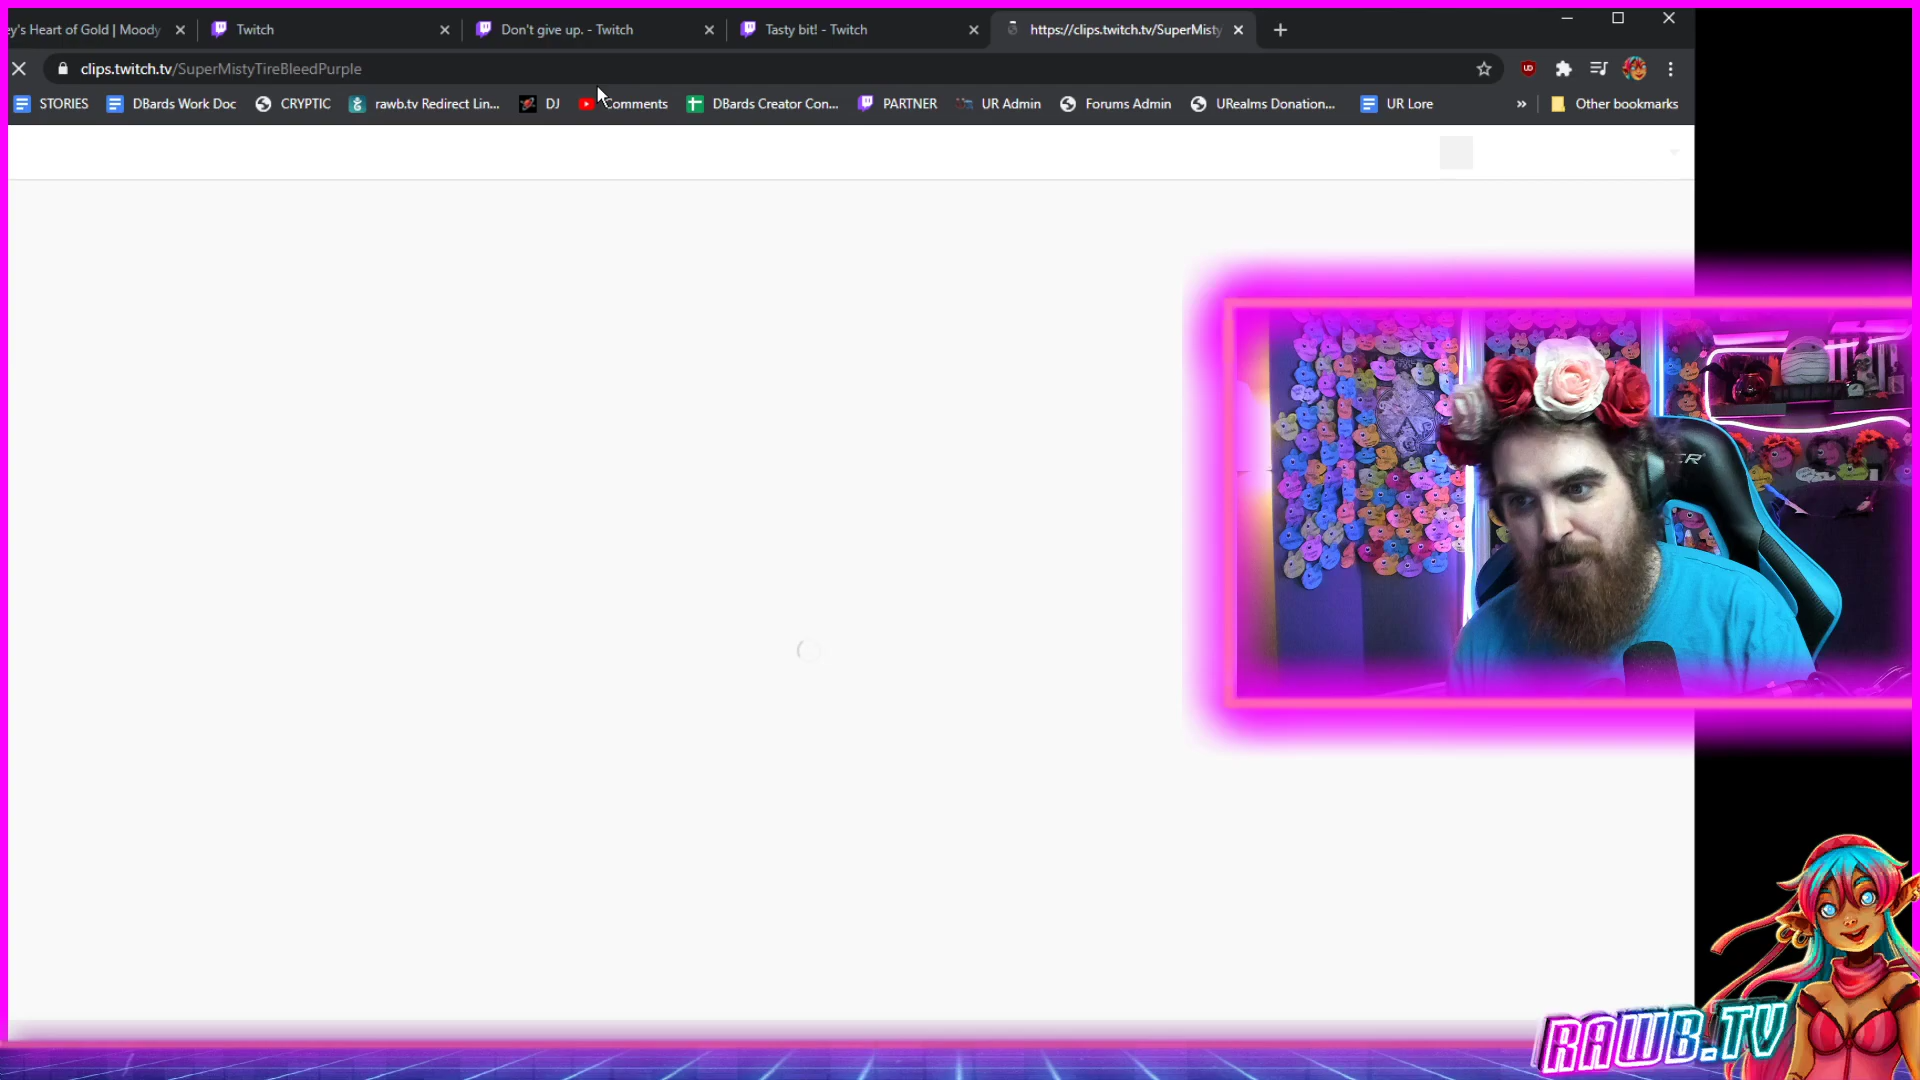 ey's Heart of Gold | Moody
Twitch
Don't give up. - Twitch
Tasty bit! - Twitch
https://clips.twitch.tv/SuperMisty
clips.twitch.tv/SuperMistyTireBleedPurple
STORIES
DBards Work Doc
CRYPTIC
rawb.tv Redirect Lin...
DJ
Comments
DBards Creator Con...
PARTNER
UR Admin
Forums Admin
URealms Donation...
UR Lore
»
Other bookmarks
RAWB.TV